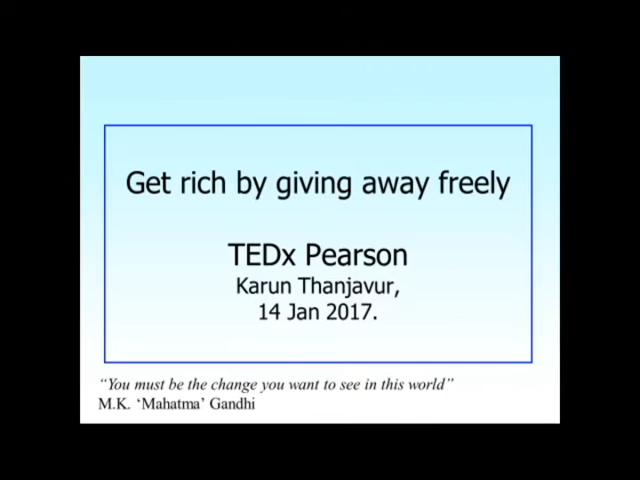 Get rich by giving away freely
TEDx Pearson
Karun Thanjavur,
14 Jan 2017.
“You must be the change you want to see in this world”
M.K. ‘Mahatma’ Gandhi